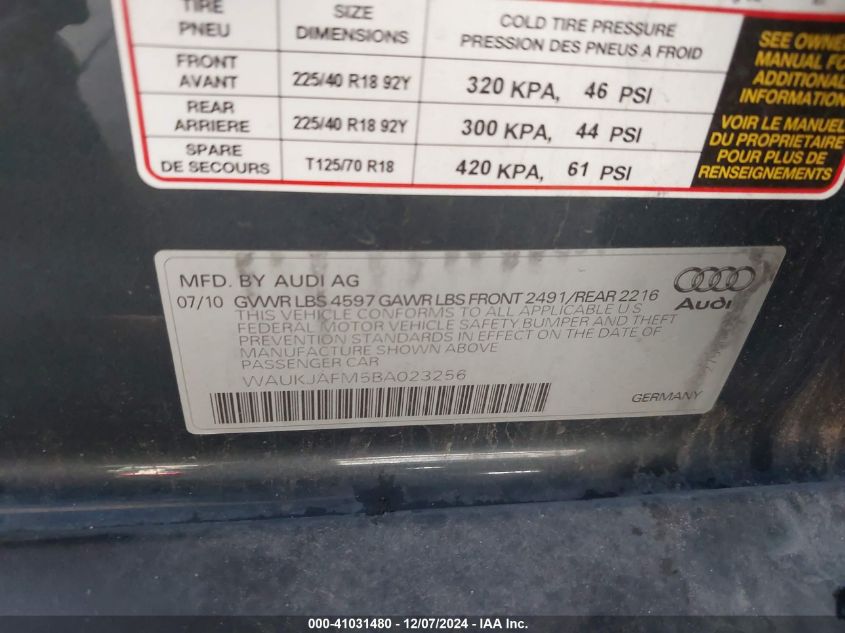 TIRE PNEU
SIZE DIMENSIONS
COLD TIRE PRESSURE
PRESSION DES PNEUS A FROID
SEE OWNER
MANUAL FO
ADDITIONAL
INFORMATION
FRONT AVANT 225/40 R18 92Y 320 KPA, 46 PSI
REAR ARRIERE 225/40 R18 92Y 300 KPA, 44 PSI
SPARE DE SECOURS T125/70 R18 420 KPA, 61 PSI
VOIR LE MANUEL
DU PROPRIETAIRE
POUR PLUS DE
RENSEIGNEMENTS
MFD. BY AUDI AG
07/10 GVWR LBS 4597 GAWR LBS FRONT 2491/REAR 2216
THIS VEHICLE CONFORMS TO ALL APPLICABLE U S
FEDERAL MOTOR VEHICLE SAFETY BUMPER AND THEFT
PREVENTION STANDARDS IN EFFECT ON THE DATE OF
MANUFACTURE SHOWN ABOVE
PASSENGER CAR
WAUKJAFM5BA023256
Audi
GERMANY
000-41031480 - 12/07/2024 - IAA Inc.